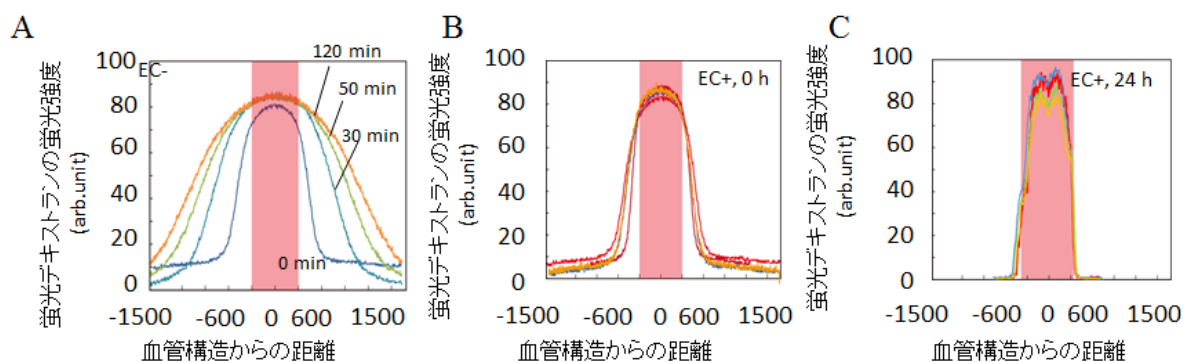 A
蛍光デキストランの蛍光強度
(arb.unit)
100
80
60
40
20
0
EC-
120 min
50 min
30 min
0 min
-1500
-600
0
600
1500
血管構造からの距離
B
蛍光デキストランの蛍光強度
(arb.unit)
100
80
60
40
20
0
EC+, 0 h
-1500
-600
0
600
1500
血管構造からの距離
C
蛍光デキストランの蛍光強度
(arb.unit)
100
80
60
40
20
0
EC+, 24 h
-1500
-600
0
600
1500
血管構造からの距離